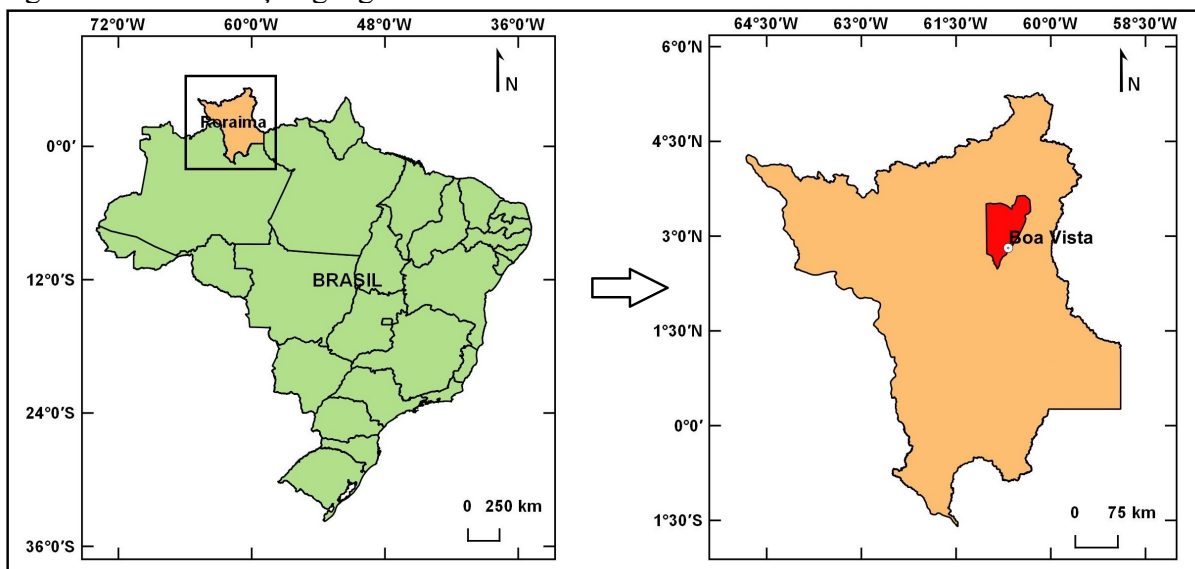 72°0′W 60°0′W 48°0′W 36°0′W
N
Roraima
0°0′
BRASIL
12°0′S
24°0′S
0 250 km
36°0′S
64°30′W 63°0′W 61°30′W 60°0′W 58°30′W
6°0′N
N
4°30′N
3°0′N
Boa Vista
1°30′N
0°0′
1°30′S
0 75 km